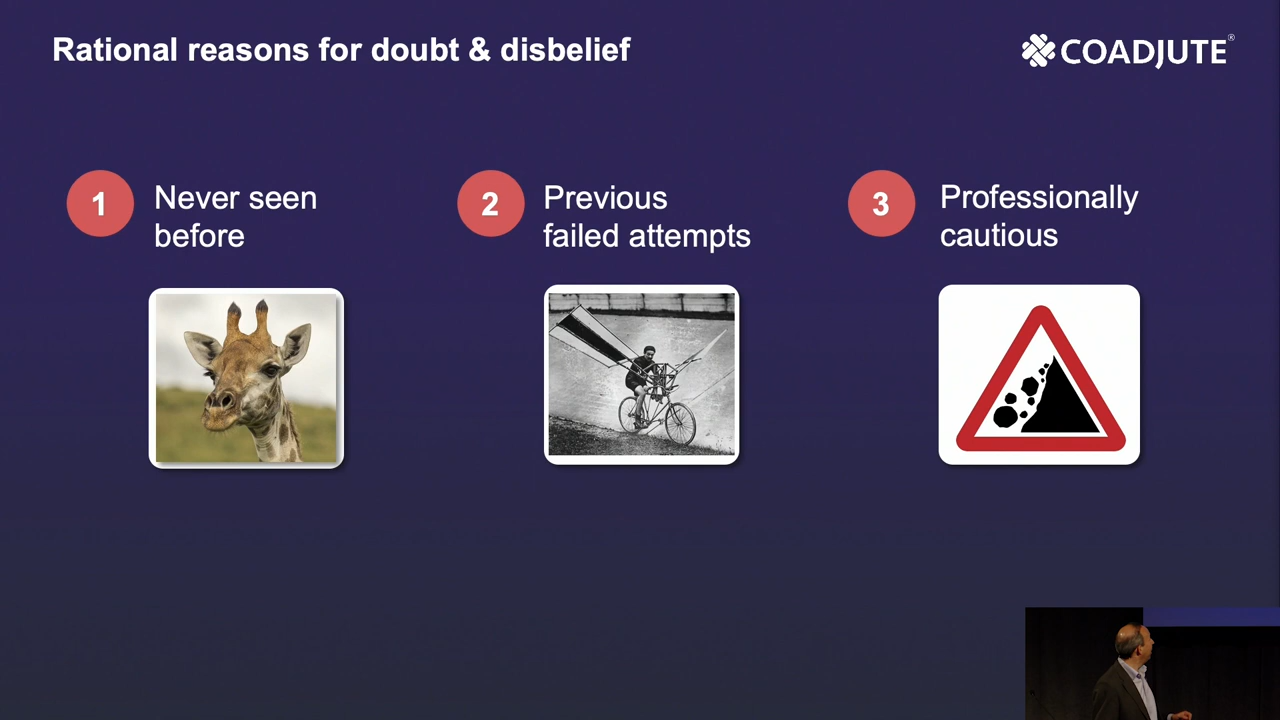 Rational reasons for doubt & disbelief
COADJUTE®
1
Never seen
before
2
Previous
failed attempts
3
Professionally
cautious